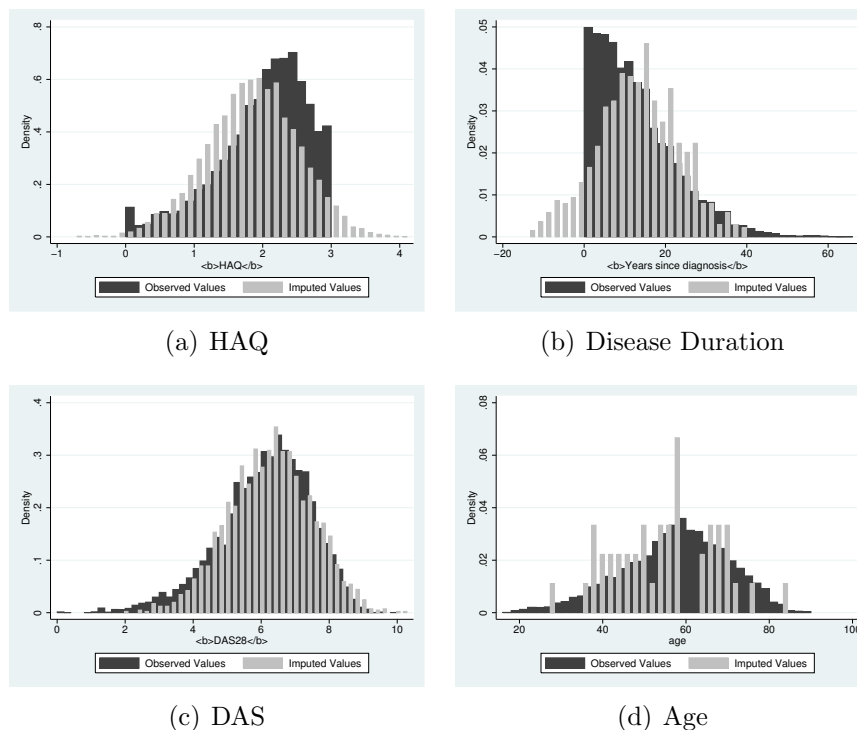 .8
.6
.4
.2
0
Density
−1 0 1 2 3 4
<b>HAQ</b>
Observed Values Imputed Values
(a) HAQ
.05
.04
.03
.02
.01
0
Density
−20 0 20 40 60
<b>Years since diagnosis</b>
Observed Values Imputed Values
(b) Disease Duration
.4
.3
.2
.1
0
Density
0 2 4 6 8 10
<b>DAS28</b>
Observed Values Imputed Values
(c) DAS
.08
.06
.04
.02
0
Density
20 40 60 80 100
age
Observed Values Imputed Values
(d) Age